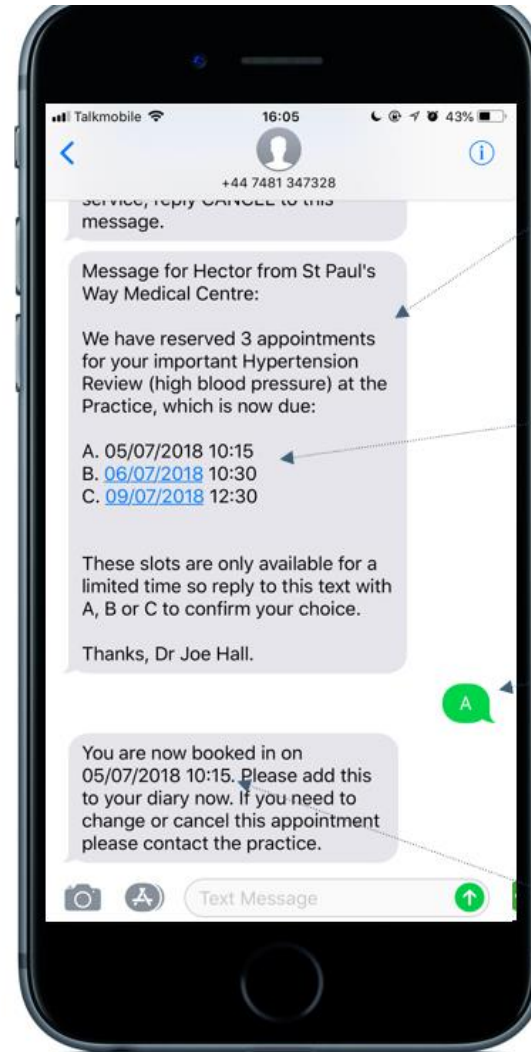 Talkmobile 16:05 43%
+44 7481 347328
service, reply CANCEL to this
message.
Message for Hector from St Paul's
Way Medical Centre:
We have reserved 3 appointments
for your important Hypertension
Review (high blood pressure) at the
Practice, which is now due:
A. 05/07/2018 10:15
B. 06/07/2018 10:30
C. 09/07/2018 12:30
These slots are only available for a
limited time so reply to this text with
A, B or C to confirm your choice.
Thanks, Dr Joe Hall.
A
You are now booked in on
05/07/2018 10:15. Please add this
to your diary now. If you need to
change or cancel this appointment
please contact the practice.
Text Message